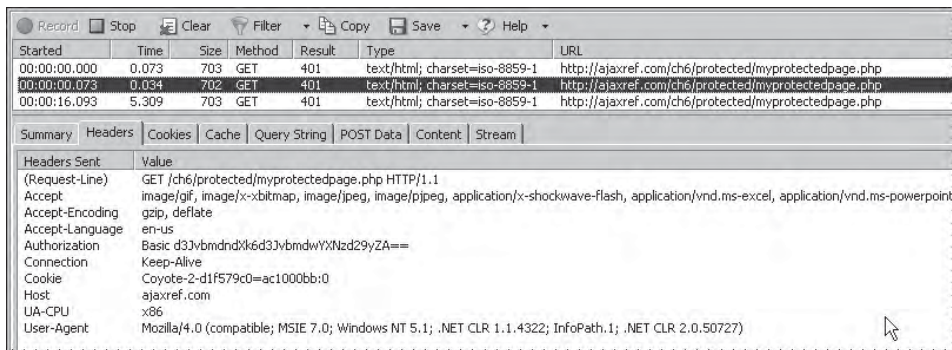 Record Stop Clear Filter Copy Save Help
Started Time Size Method Result Type URL
00:00:00.000 0.073 703 GET 401 text/html; charset=iso-8859-1 http://ajaxref.com/ch6/protected/myprotectedpage.php
00:00:00.073 0.034 702 GET 401 text/html; charset=iso-8859-1 http://ajaxref.com/ch6/protected/myprotectedpage.php
00:00:16.093 5.309 703 GET 401 text/html; charset=iso-8859-1 http://ajaxref.com/ch6/protected/myprotectedpage.php
Summary Headers Cookies Cache Query String POST Data Content Stream
Headers Sent Value
(Request-Line) GET /ch6/protected/myprotectedpage.php HTTP/1.1
Accept image/gif, image/x-xbitmap, image/jpeg, image/pjpeg, application/x-shockwave-flash, application/vnd.ms-excel, application/vnd.ms-powerpoint
Accept-Encoding gzip, deflate
Accept-Language en-us
Authorization Basic d3JvbmdndXk6d3JvbmdwYXNzd29yZA==
Connection Keep-Alive
Cookie Coyote-2-d1f579c0=ac1000bb:0
Host ajaxref.com
UA-CPU x86
User-Agent Mozilla/4.0 (compatible; MSIE 7.0; Windows NT 5.1; .NET CLR 1.1.4322; InfoPath.1; .NET CLR 2.0.50727)